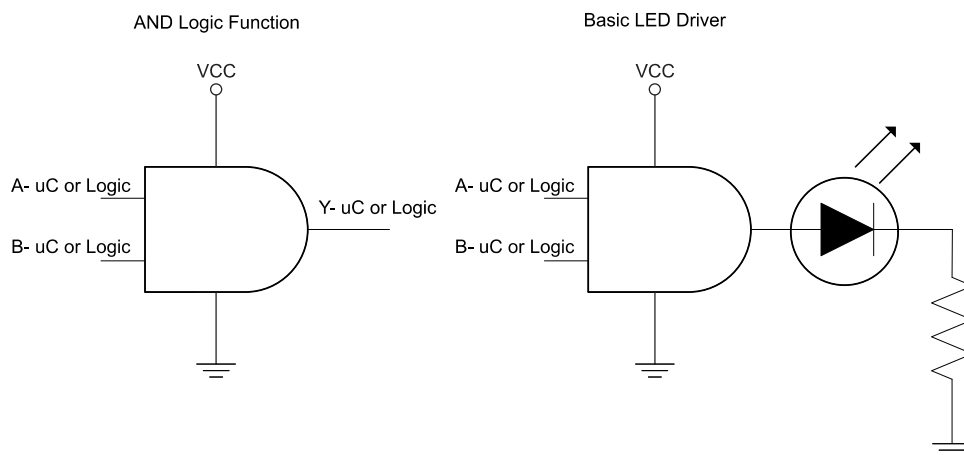 AND Logic Function
VCC
A- uC or Logic
B- uC or Logic
Y- uC or Logic
Basic LED Driver
VCC
A- uC or Logic
B- uC or Logic